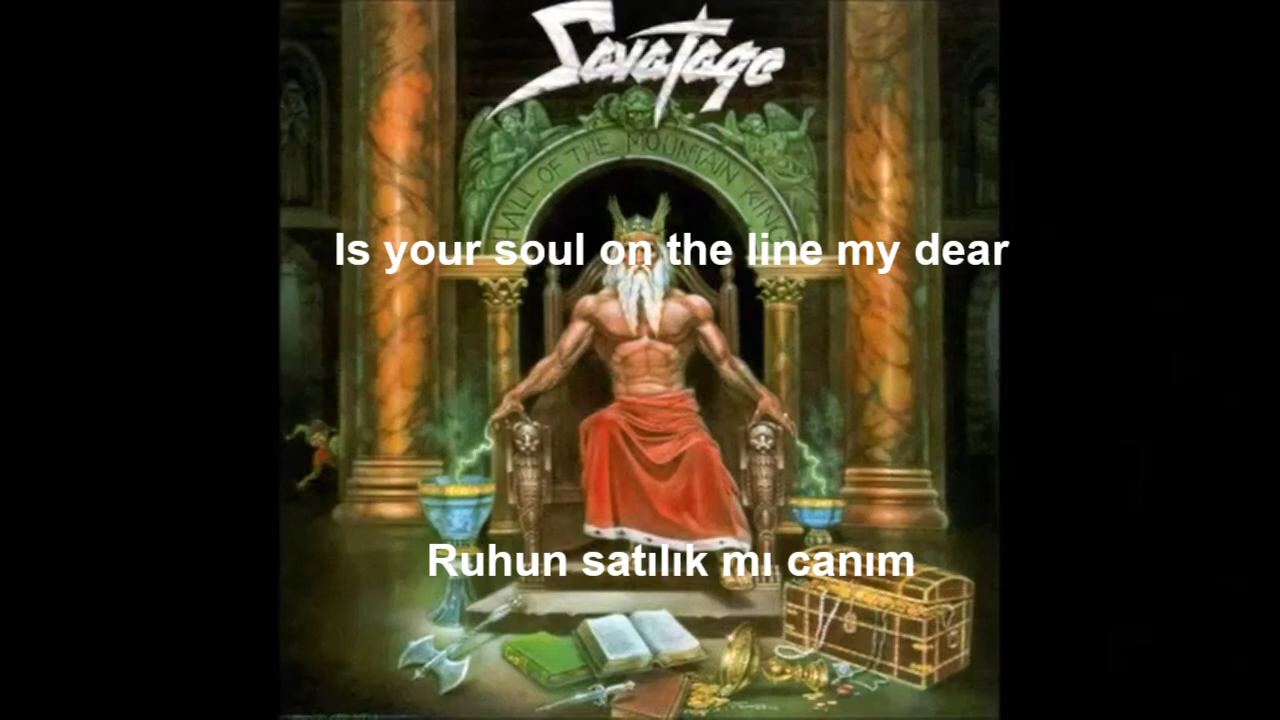 Savatage
HALL OF THE MOUNTAIN KING
Is your soul on the line my dear
Ruhun satılık mı canım